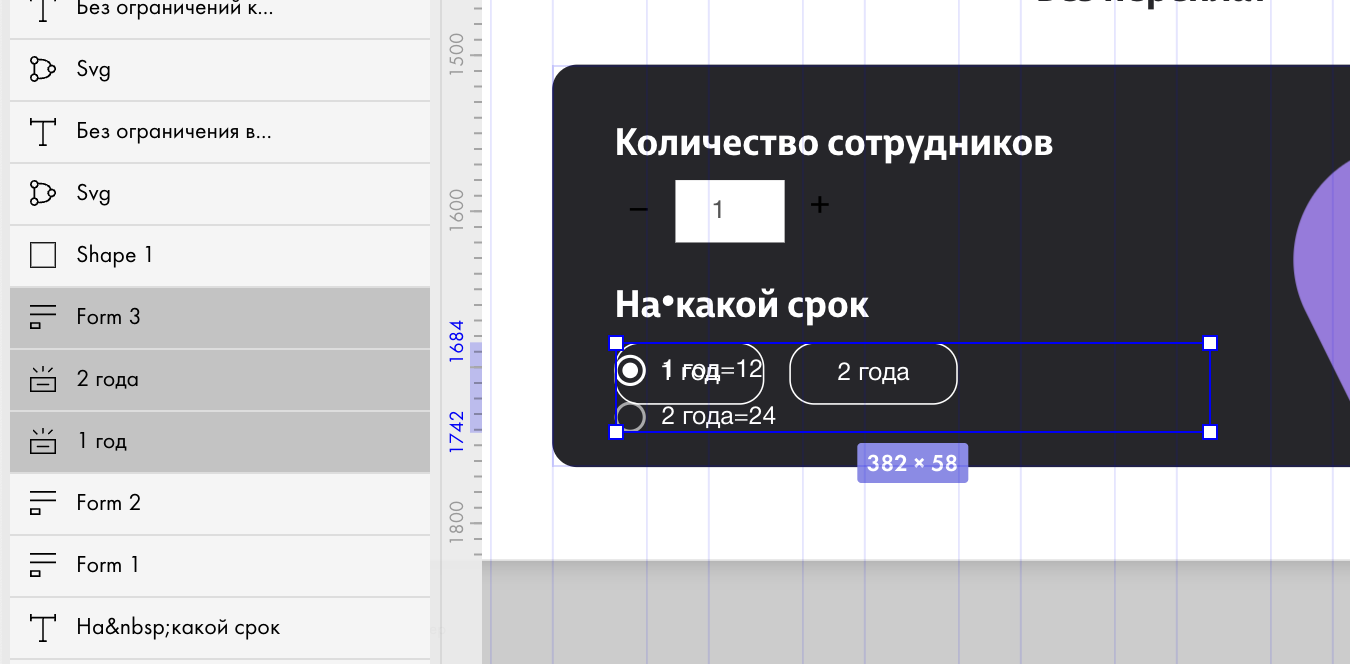 Без ограничений к...
Svg
Без ограничения в...
Svg
Shape 1
Form 3
2 года
1 год
Form 2
Form 1
На&nbsp;какой срок
1500
1600
1684
1742
1800
Количество сотрудников
− 1 +
На•какой срок
1 год=12
1 год
2 года
2 года=24
382 × 58